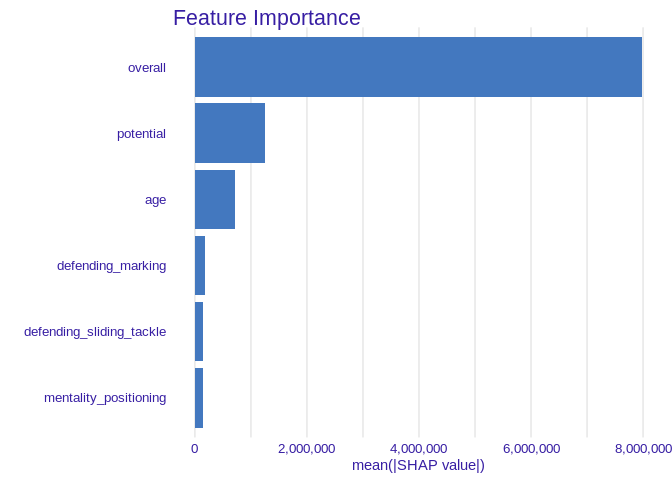 Feature Importance
overall
potential
age
defending_marking
defending_sliding_tackle
mentality_positioning
0 2,000,000 4,000,000 6,000,000 8,000,000
mean(|SHAP value|)